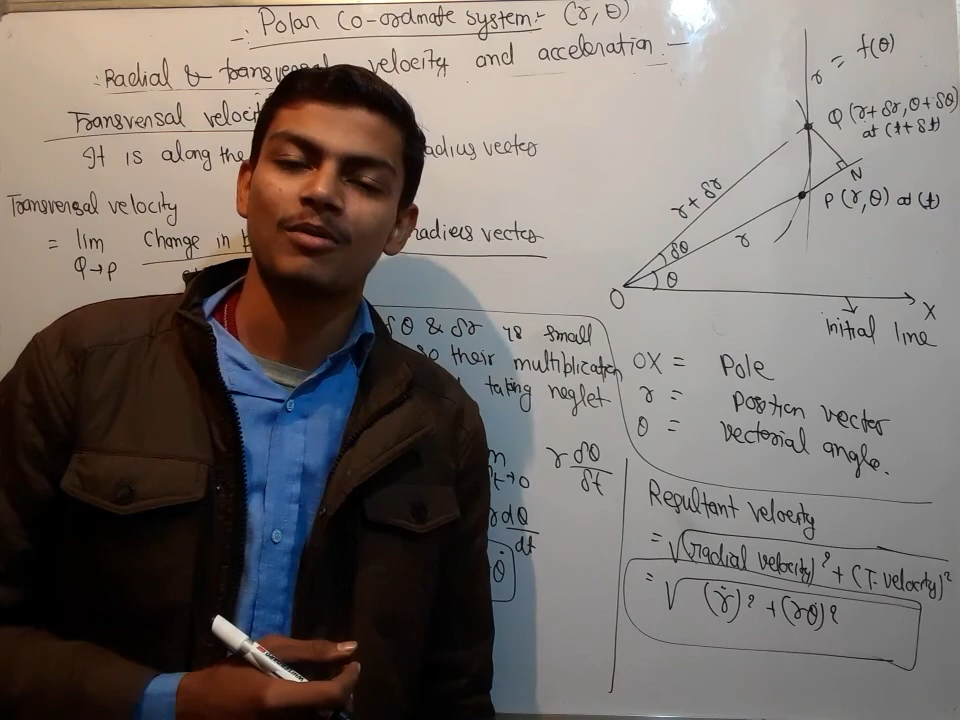 -: Polar Co-ordinate system:- (r, θ)
:Radial & transversal velocity and acceleration -
Transversal veloci
It is along the adius vector
Transversal velocity
= lim Change in radius vector
Q→P
δθ & δr is small
so their multiplication
taking neglet
r δθ
δt
t→0
r dθ
dt
θ̇
r = f(θ)
Q (r+δr, θ+δθ)
at (t+δt)
N
P (r, θ) at (t)
r+δr
r
δθ
θ
O
X
initial line
OX = Pole
r = Position vector
θ = vectorial angle.
Resultant velocity
= √(radial velocity)² + (T. velocity)²
= √(ṙ)² + (rθ)²